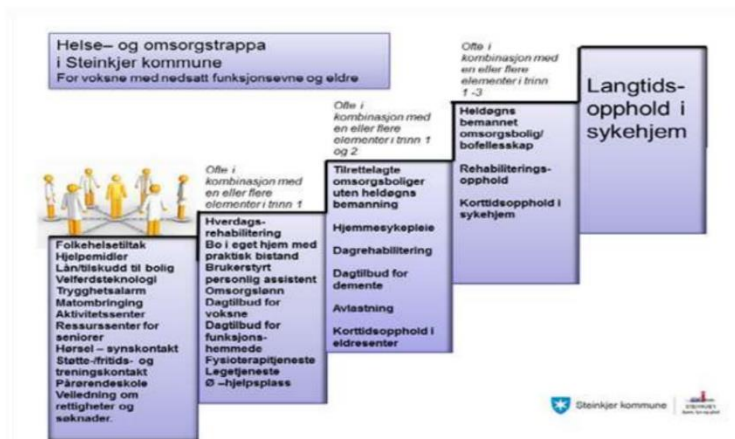 Helse– og omsorgstrappa
i Steinkjer kommune
For voksne med nedsatt funksjonsevne og eldre
Folkehelsetiltak
Hjelpemidler
Lån/tilskudd til bolig
Velferdsteknologi
Trygghetsalarm
Matombringing
Aktivitetssenter
Ressurssenter for
seniorer
Hørsel – synskontakt
Støtte-/fritids- og
treningskontakt
Pårørendeskole
Veiledning om
rettigheter og
søknader.
Ofte i
kombinasjon med
en eller flere
elementer i trinn 1
Hverdags-
rehabilitering
Bo i eget hjem med
praktisk bistand
Brukerstyrt
personlig assistent
Omsorgslønn
Dagtilbud for
voksne
Dagtilbud for
funksjons-
hemmede
Fysioterapitjeneste
Legetjeneste
Ø –hjelpsplass
Ofte i
kombinasjon med
en eller flere
elementer i trinn 1
og 2
Tilrettelagte
omsorgsboliger
uten heldøgns
bemanning
Hjemmesykepleie
Dagrehabilitering
Dagtilbud for
demente
Avlastning
Korttidsopphold i
eldresenter
Ofte i
kombinasjon med
en eller flere
elementer i trinn
1 -3
Heldøgns
bemannet
omsorgsbolig/
bofellesskap
Rehabiliterings-
opphold
Korttidsopphold i
sykehjem
Langtids-
opphold i
sykehjem
Steinkjer kommune